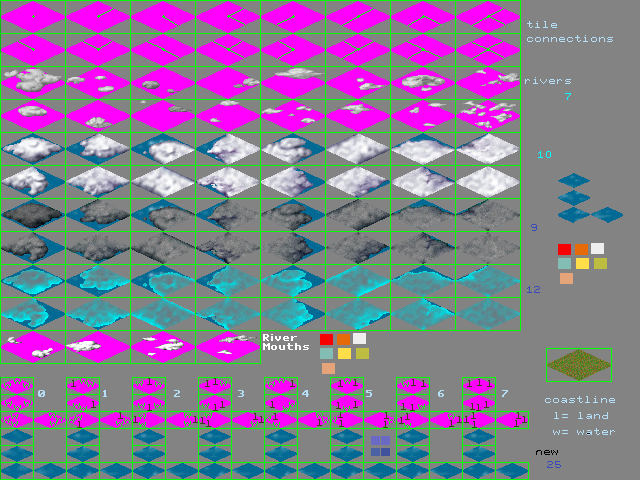 tile
connections
rivers
7
10
9
12
River
Mouths
0 1 2 3 4 5 6 7
coastline
l= land
w= water
new
25